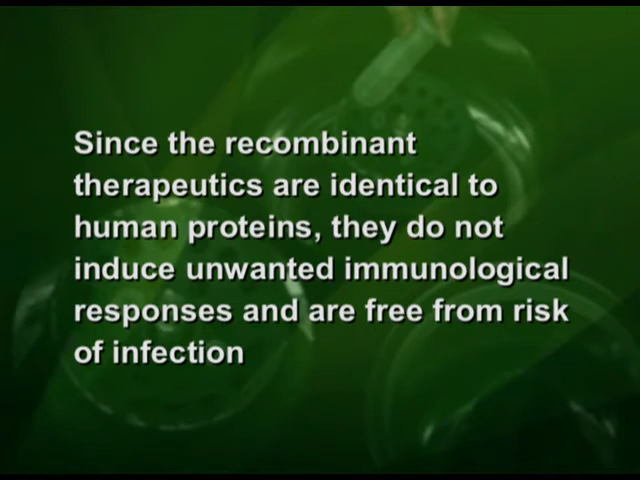 Since the recombinant
therapeutics are identical to
human proteins, they do not
induce unwanted immunological
responses and are free from risk
of infection